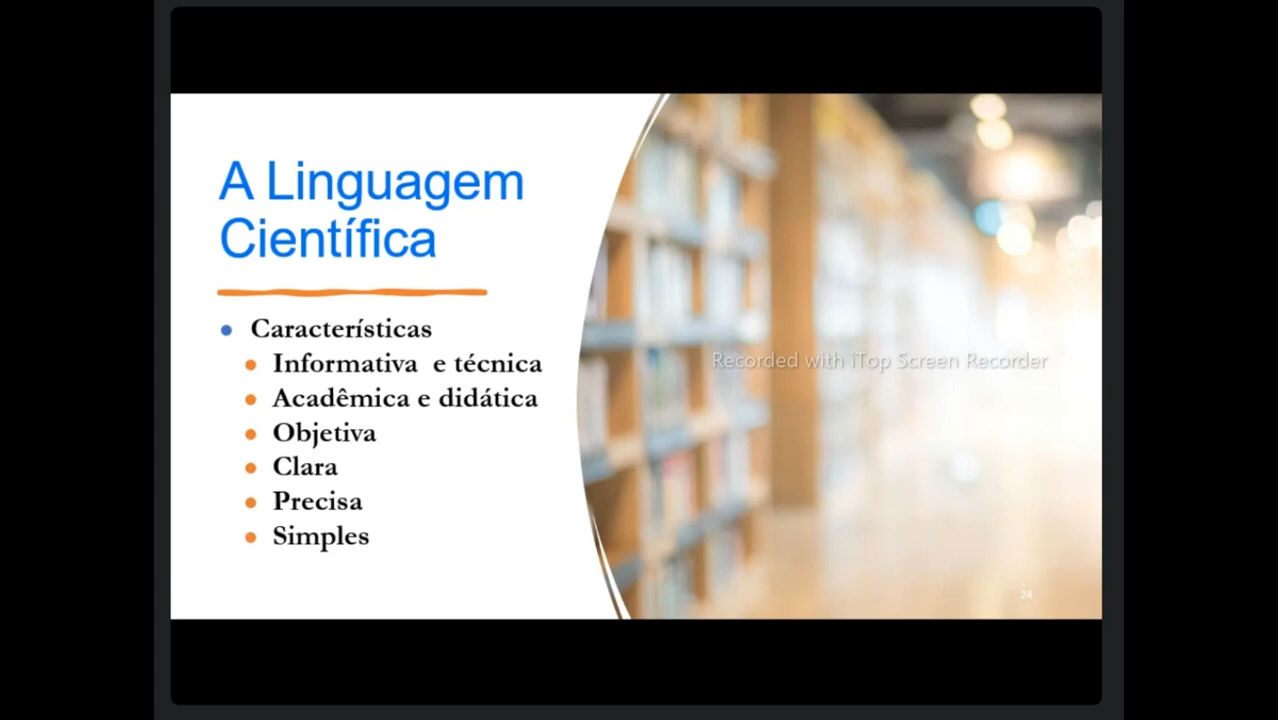 A Linguagem
Científica
Características
Informativa e técnica
Acadêmica e didática
Objetiva
Clara
Precisa
Simples
Recorded with iTop Screen Recorder
24